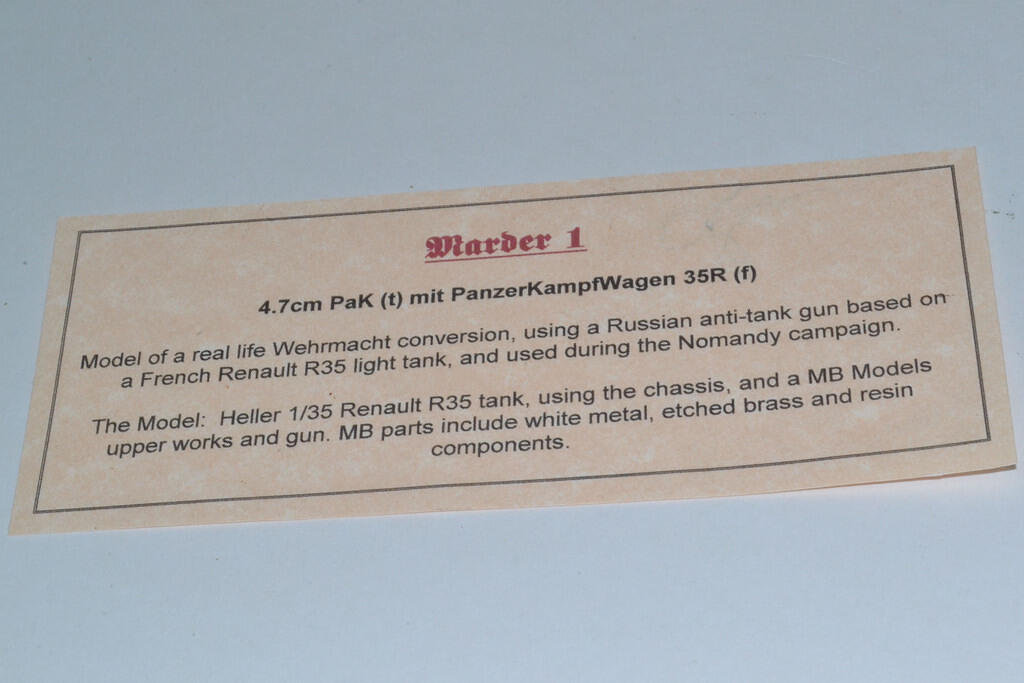 Marder 1
4.7cm PaK (t) mit PanzerKampfWagen 35R (f)
Model of a real life Wehrmacht conversion, using a Russian anti-tank gun based on
a French Renault R35 light tank, and used during the Nomandy campaign.
The Model: Heller 1/35 Renault R35 tank, using the chassis, and a MB Models
upper works and gun. MB parts include white metal, etched brass and resin
components.